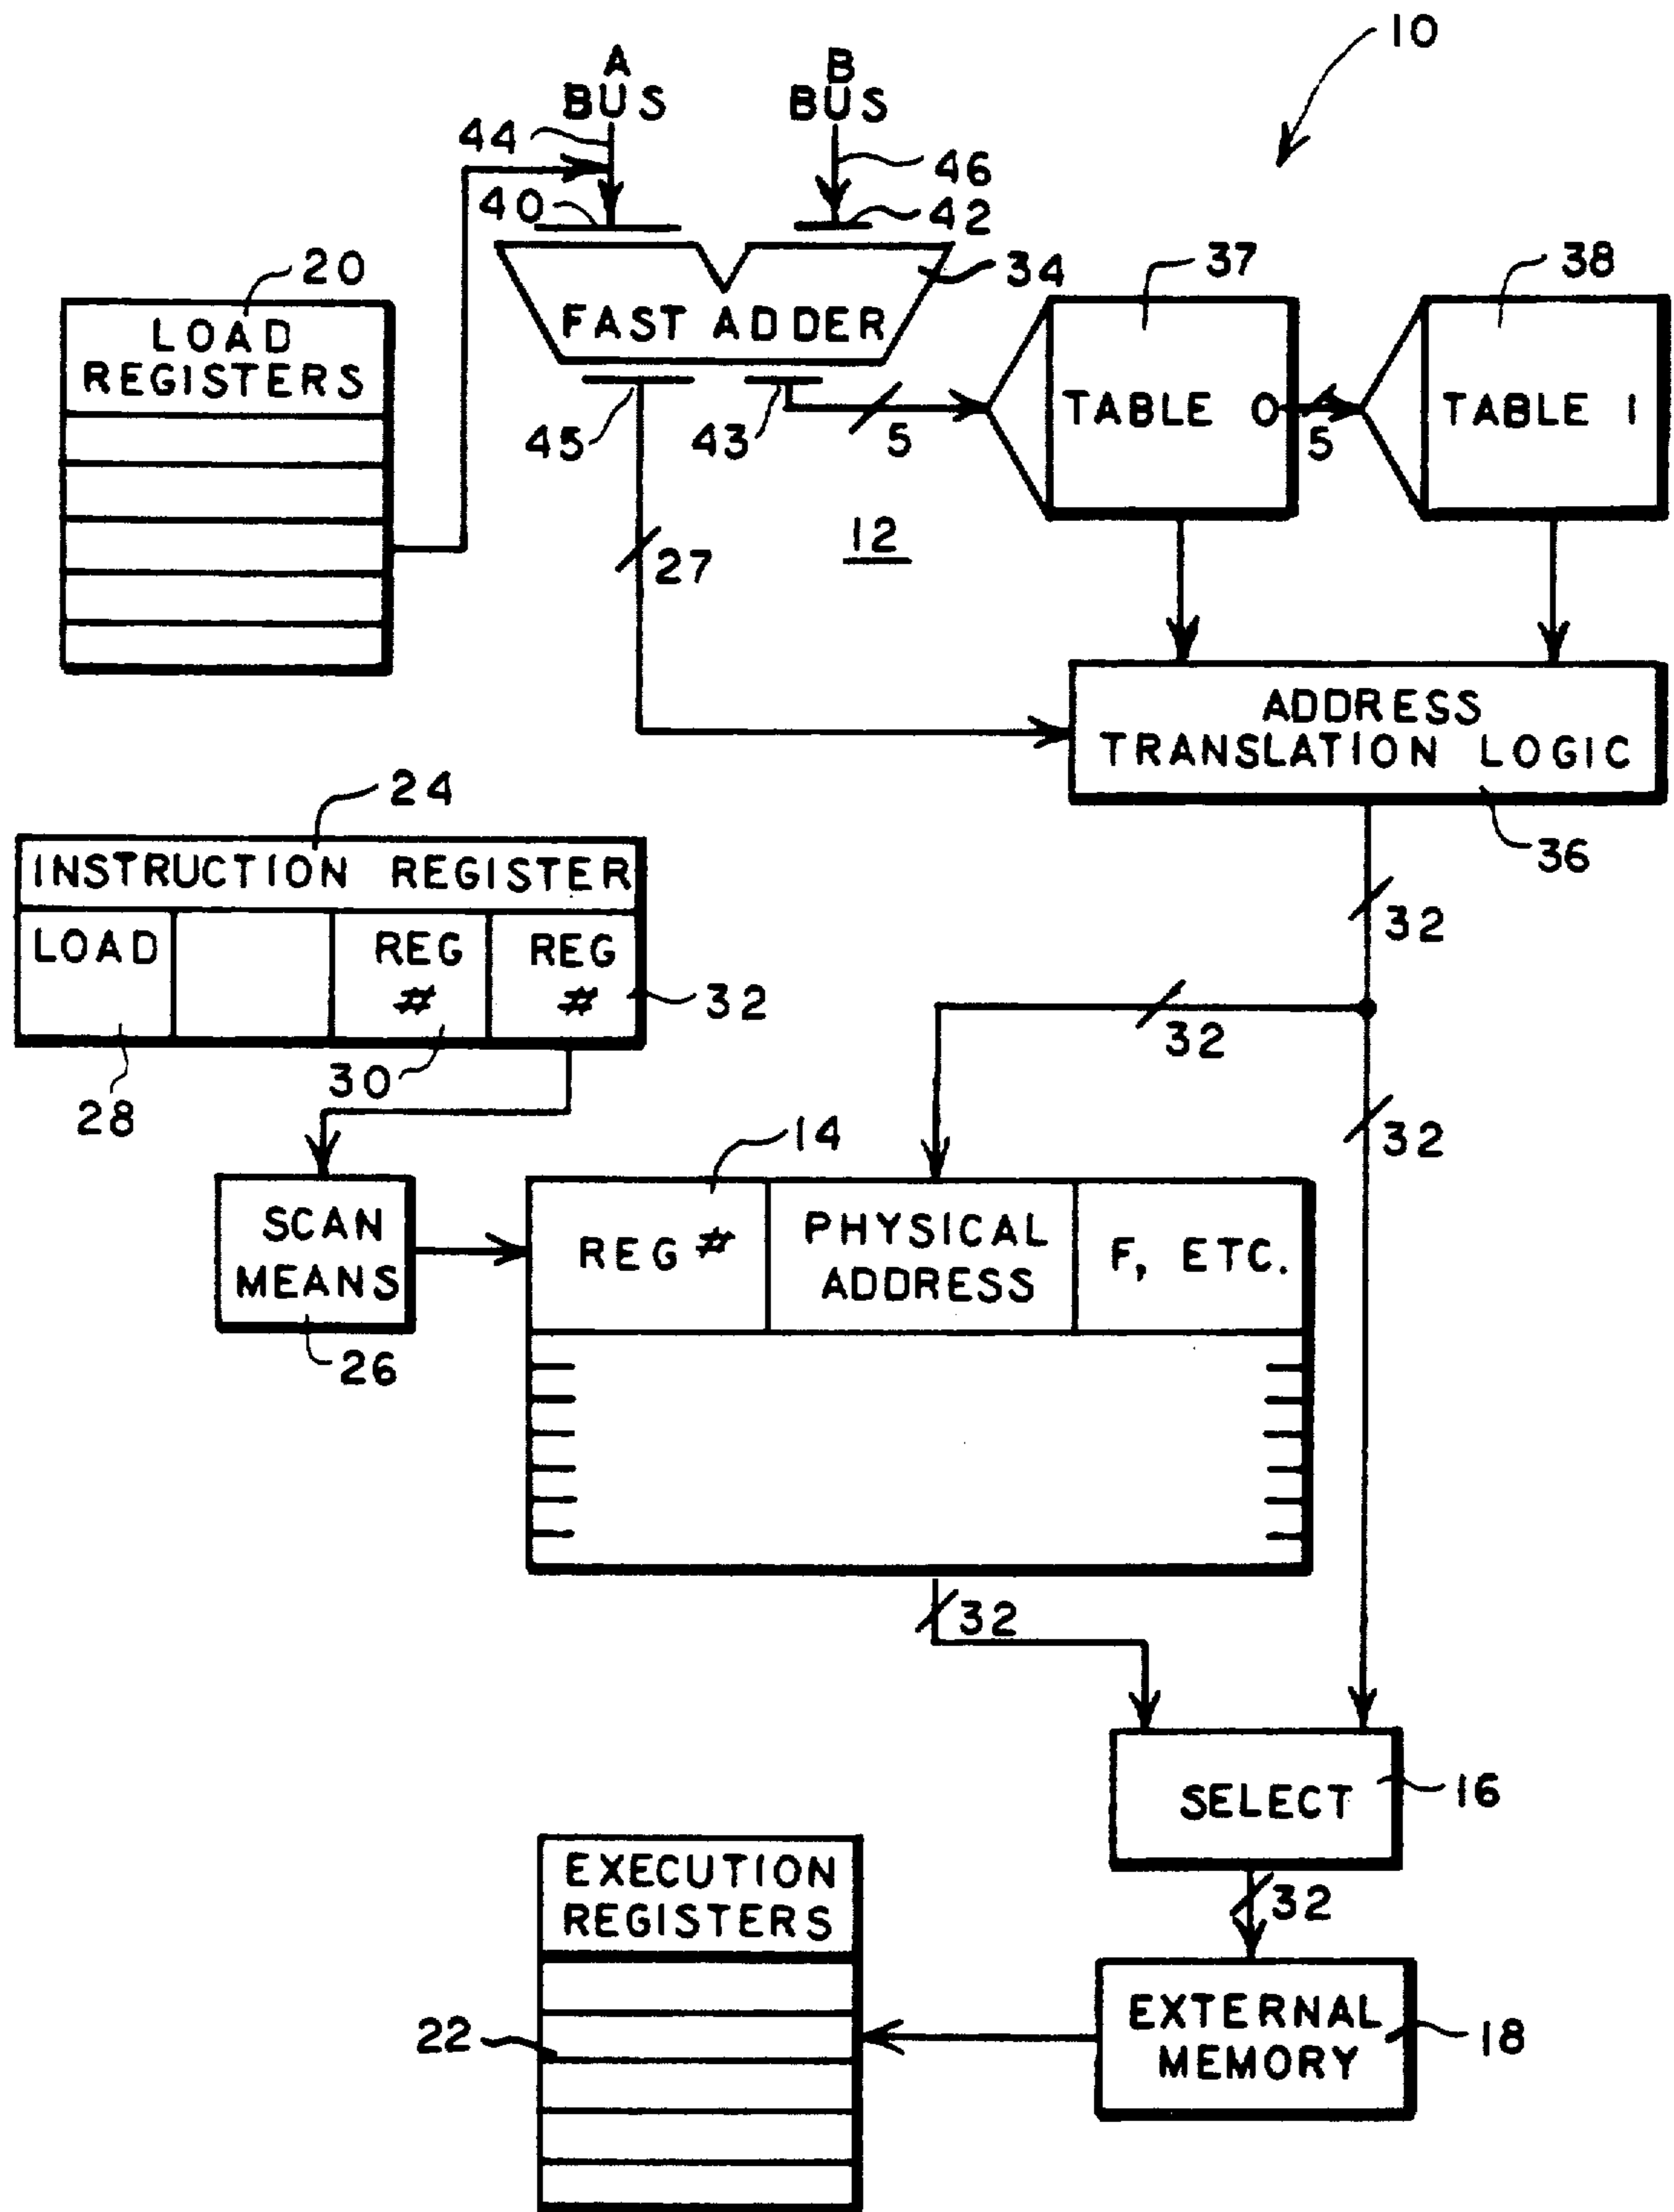 10
A
BUS
B
BUS
44
46
40
42
20
34
37
38
LOAD
REGISTERS
FAST ADDER
TABLE 0
TABLE 1
45
43
5
5
12
27
ADDRESS
TRANSLATION LOGIC
24
36
INSTRUCTION REGISTER
32
LOAD
REG
#
REG
#
32
28
30
32
32
14
SCAN
MEANS
REG #
PHYSICAL
ADDRESS
F, ETC.
26
32
SELECT
16
EXECUTION
REGISTERS
32
22
EXTERNAL
MEMORY
18